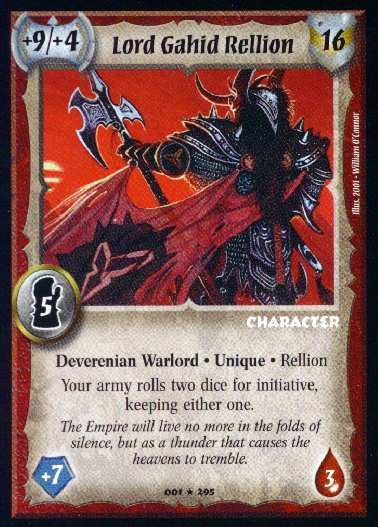 +9/+4
Lord Gahid Rellion
16
Illus. 2001 • William O'Connor
5
CHARACTER
Deverenian Warlord • Unique • Rellion
Your army rolls two dice for initiative,
keeping either one.
The Empire will live no more in the folds of
silence, but as a thunder that causes the
heavens to tremble.
+7
001 ★ 295
3